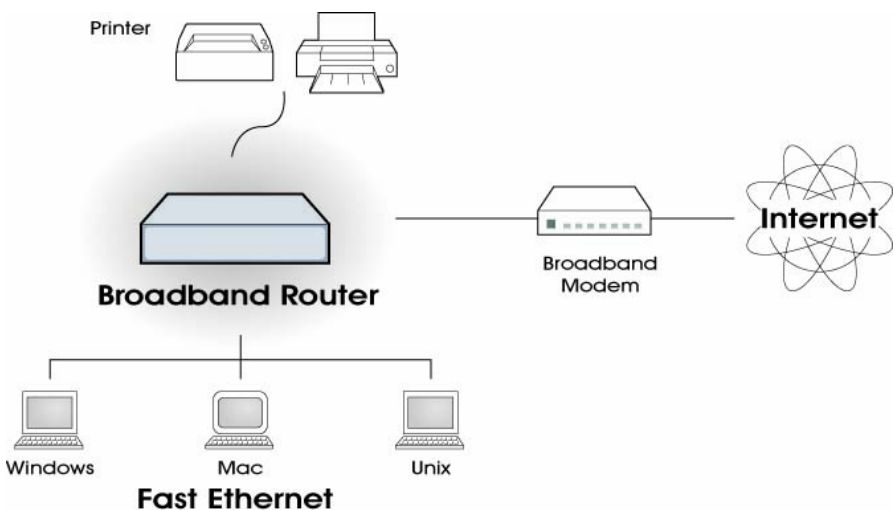 Printer
Internet
Broadband
Modem
Broadband Router
Windows
Mac
Unix
Fast Ethernet